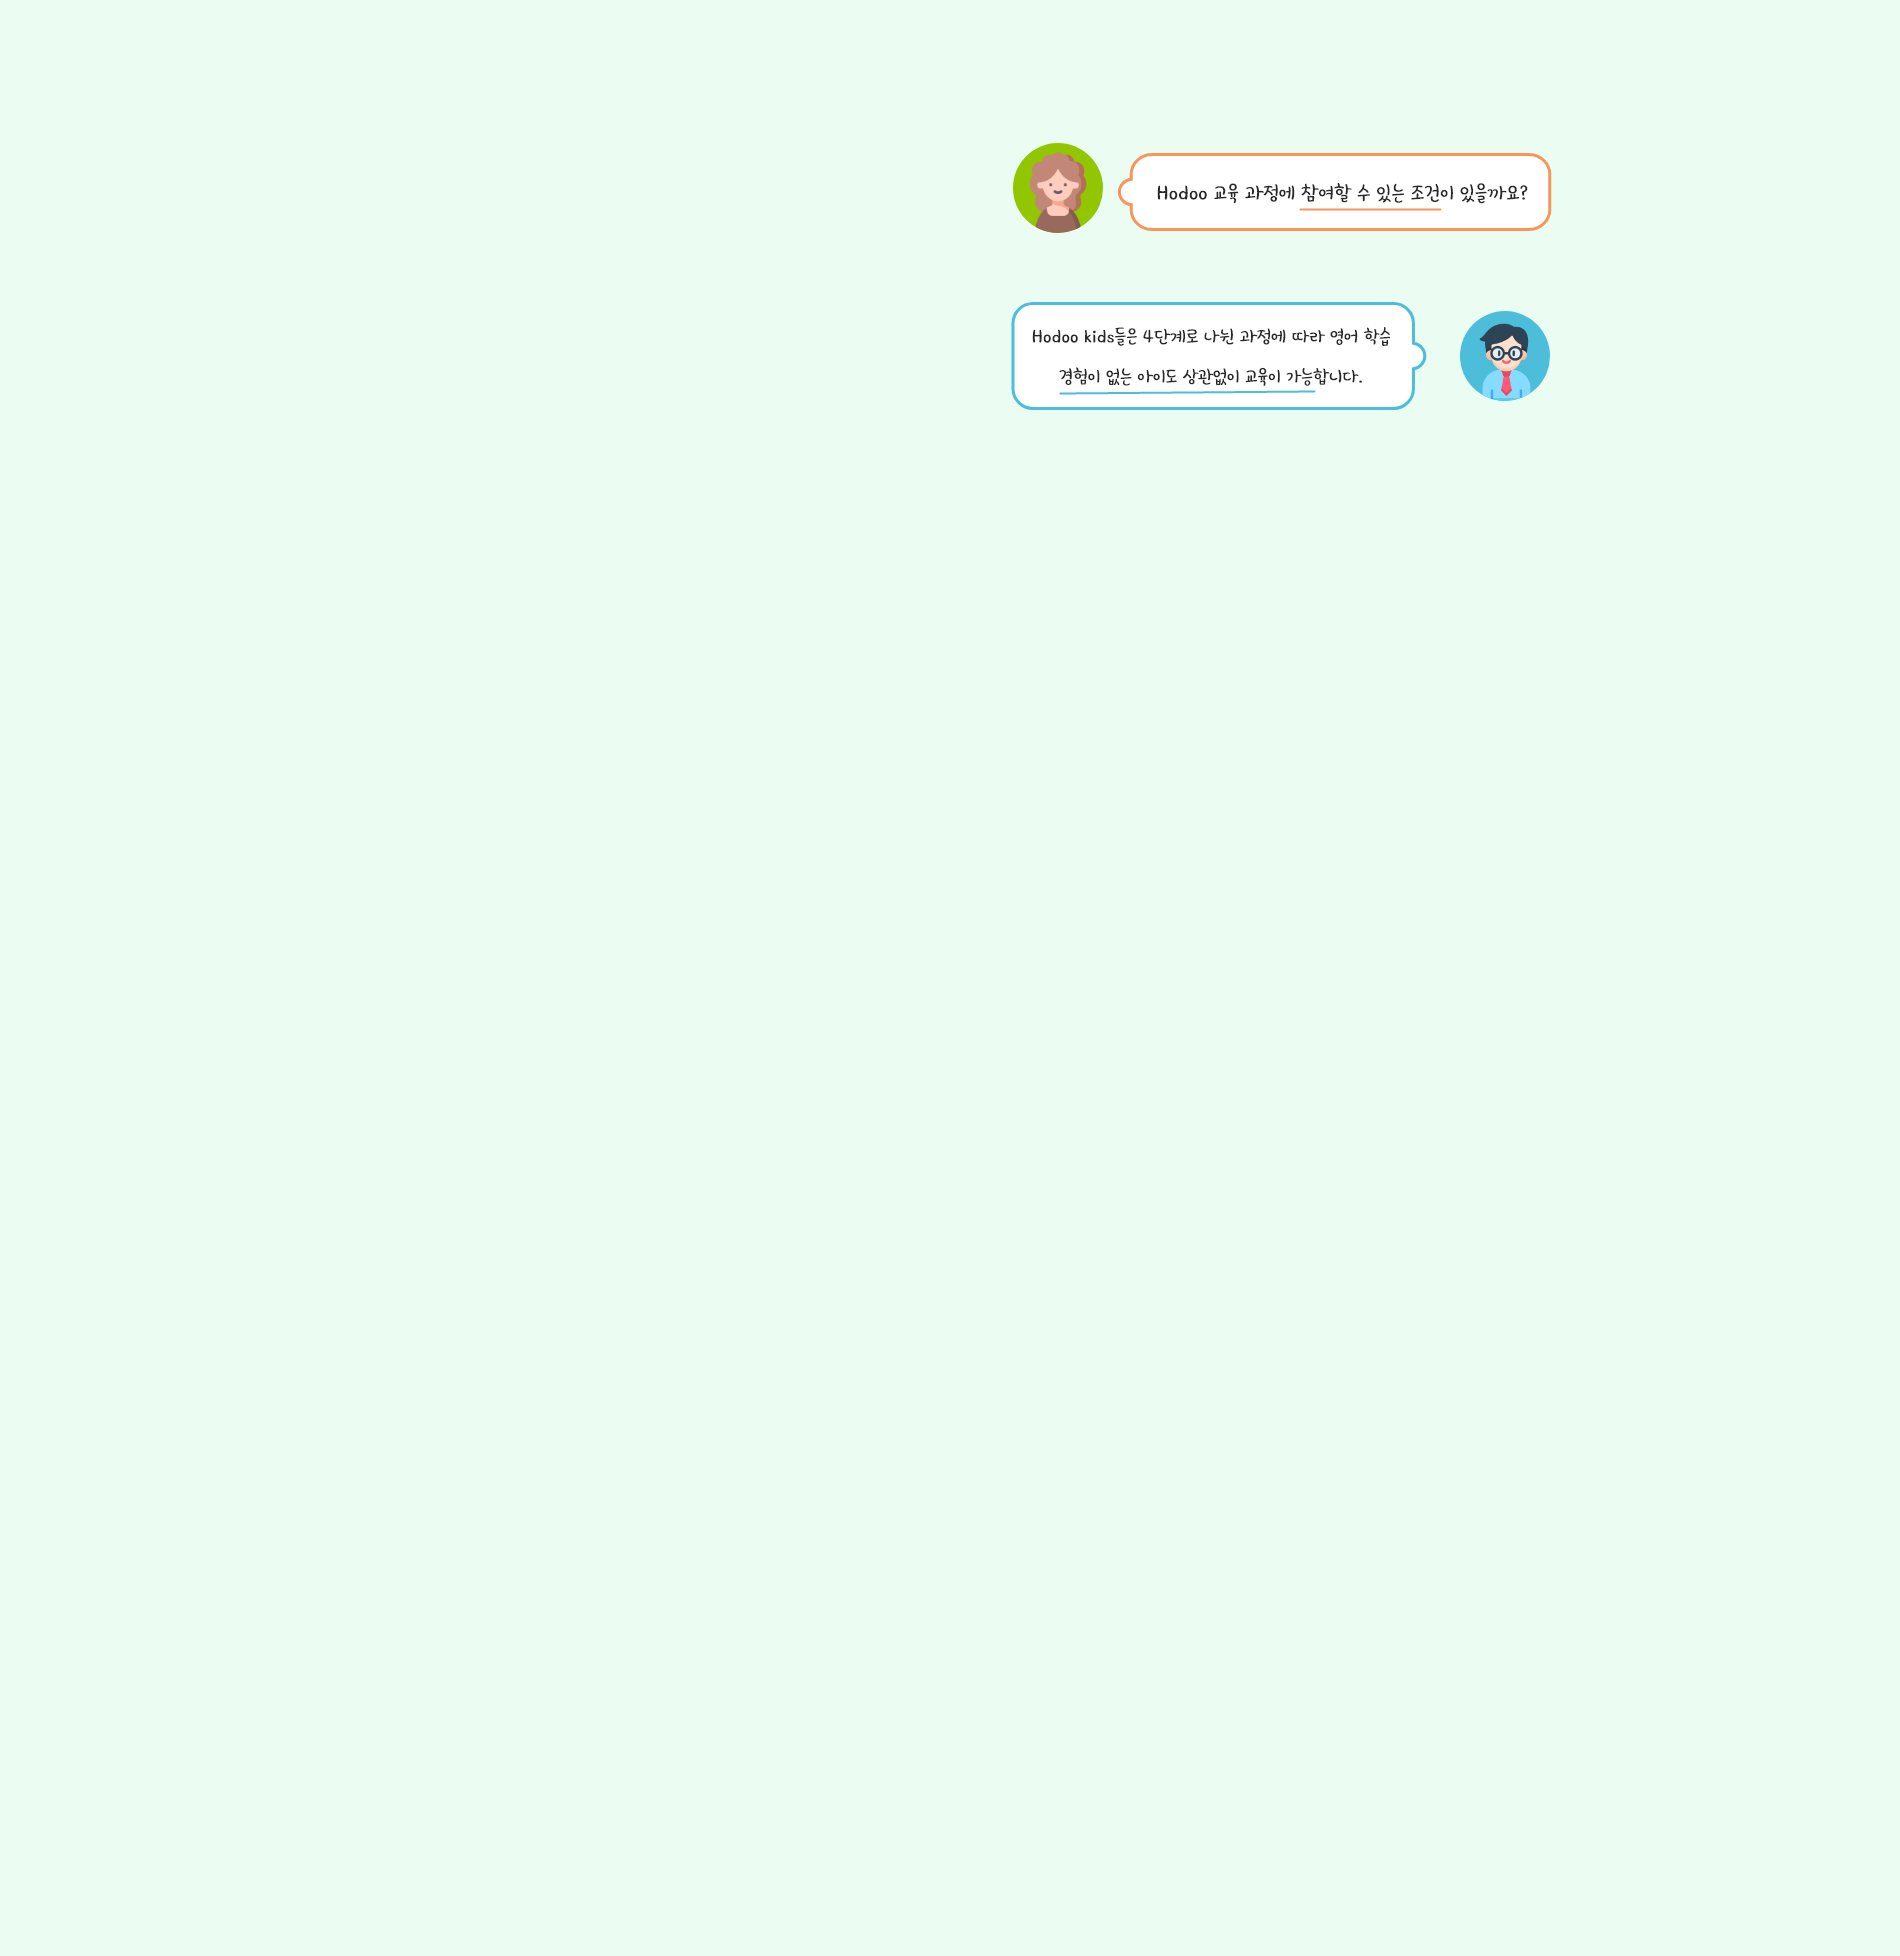 Hodoo 교육 과정에 참여할 수 있는 조건이 있을까요?
Hodoo kids들은 4단계로 나뉜 과정에 따라 영어 학습
경험이 없는 아이도 상관없이 교육이 가능합니다.